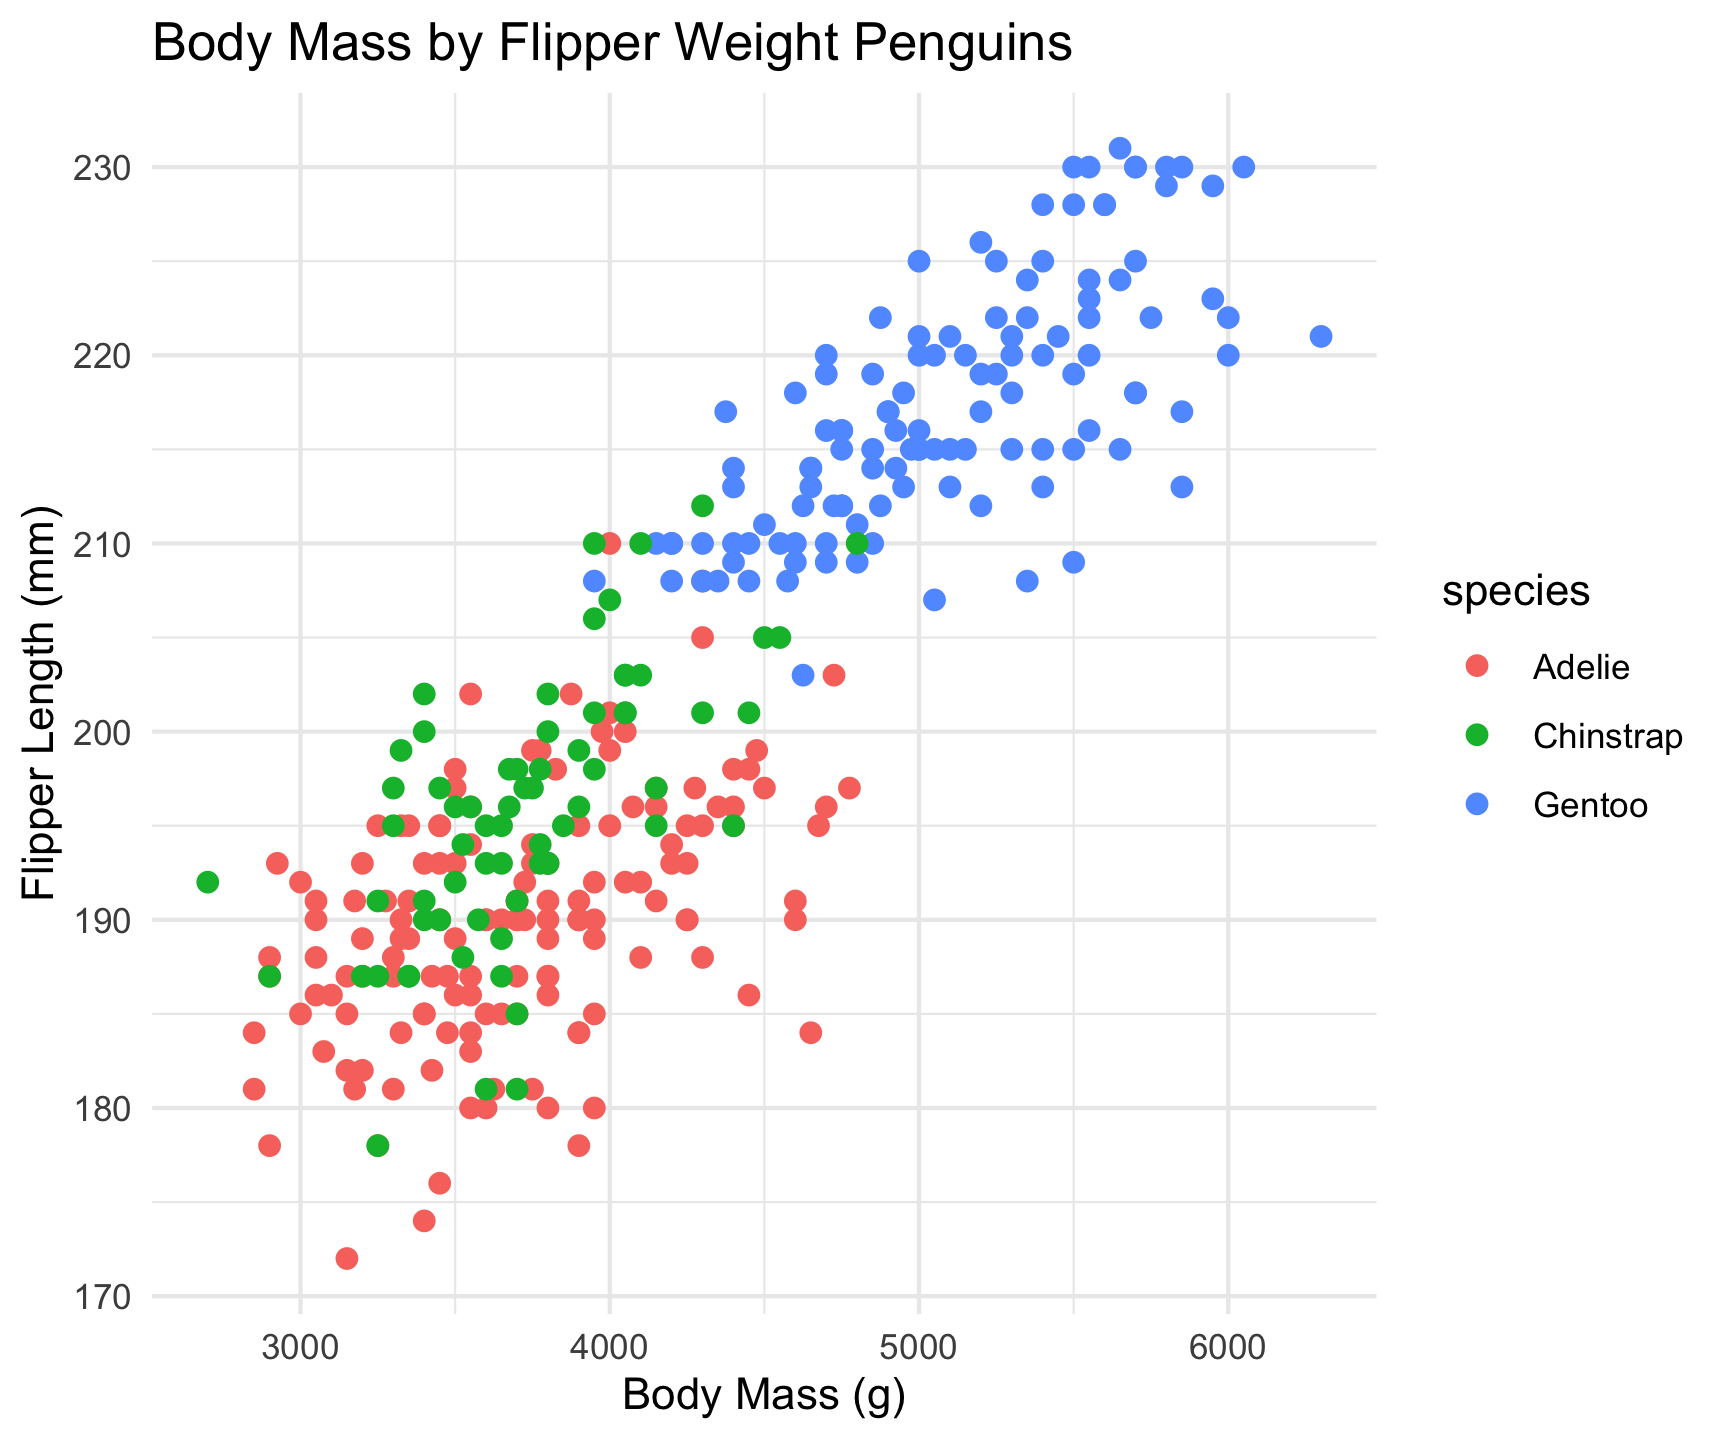 Body Mass by Flipper Weight Penguins
230
220
210
200
190
180
170
Flipper Length (mm)
3000 4000 5000 6000
Body Mass (g)
species
Adelie
Chinstrap
Gentoo